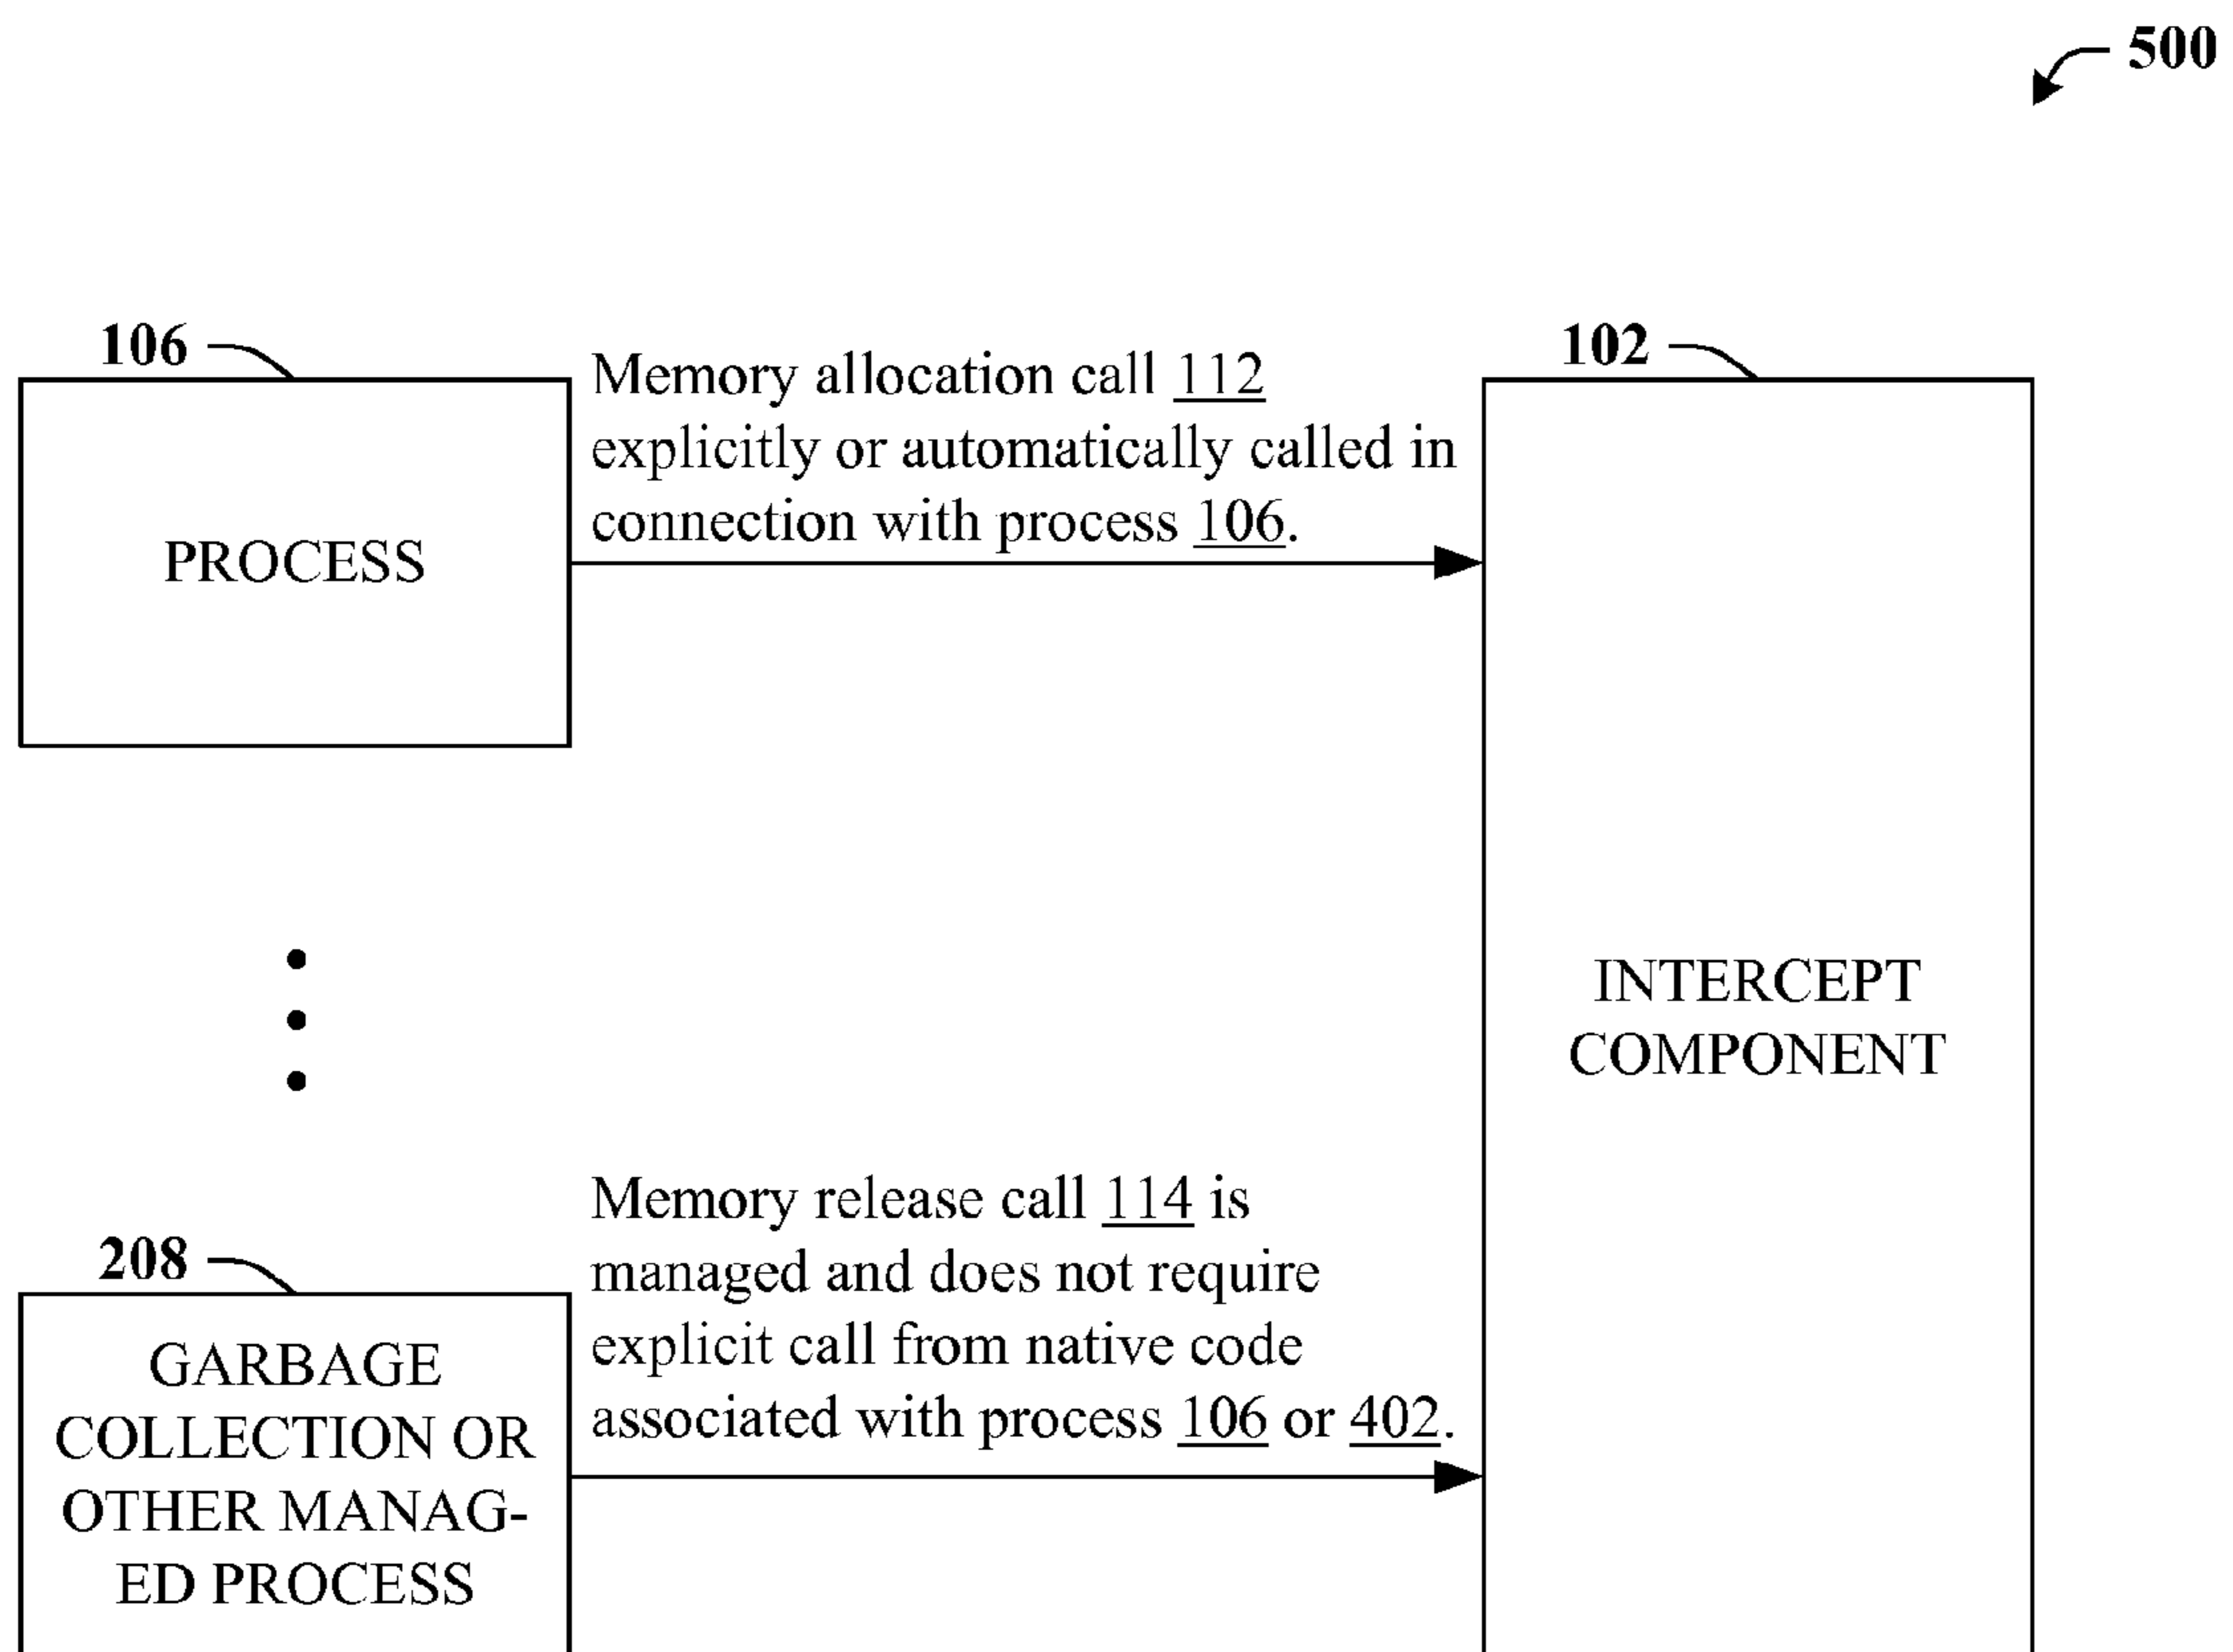 500
106
Memory allocation call 112
explicitly or automatically called in
connection with process 106.
PROCESS
102
INTERCEPT
COMPONENT
Memory release call 114 is
managed and does not require
explicit call from native code
associated with process 106 or 402.
208
GARBAGE
COLLECTION OR
OTHER MANAG-
ED PROCESS